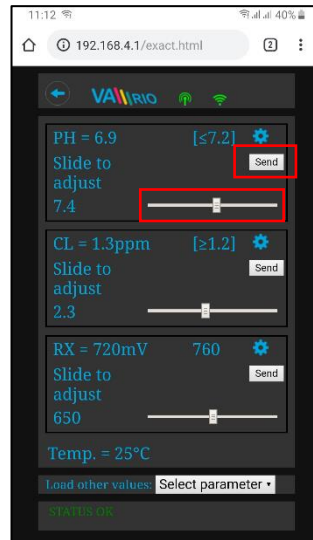 11:12 40%
192.168.4.1/exact.html 2
VA RIO
PH = 6.9 [≤7.2]
Slide to Send
adjust
7.4
CL = 1.3ppm [≥1.2]
Slide to Send
adjust
2.3
RX = 720mV 760
Slide to Send
adjust
650
Temp. = 25°C
Load other values: Select parameter
STATUS OK